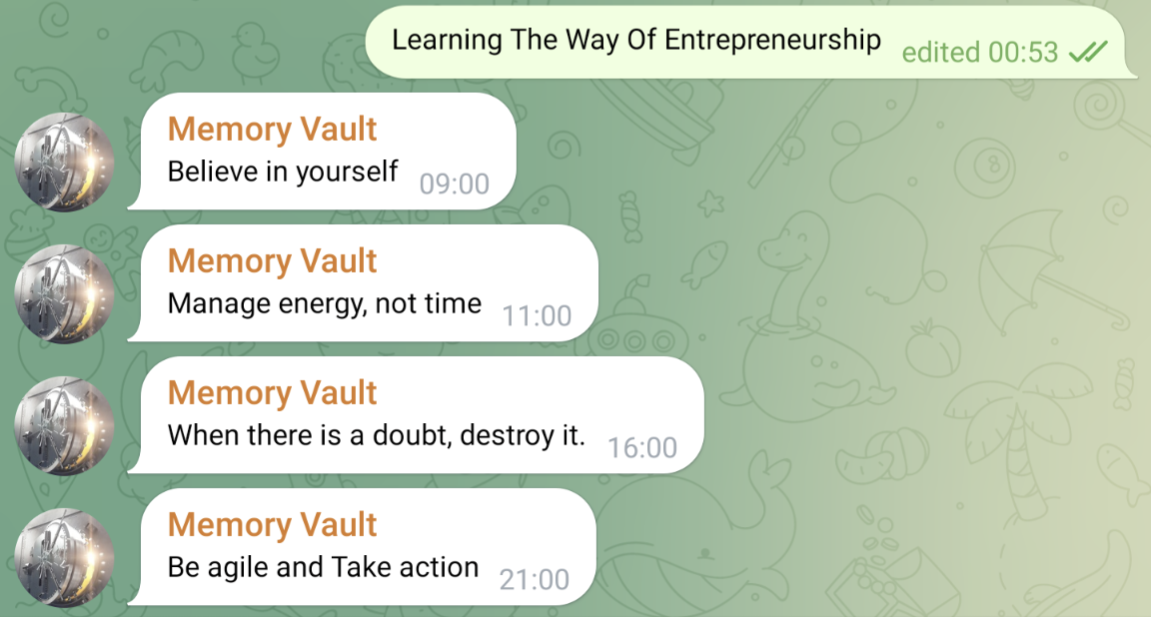 Learning The Way Of Entrepreneurship edited 00:53
Memory Vault
Believe in yourself 09:00
Memory Vault
Manage energy, not time 11:00
Memory Vault
When there is a doubt, destroy it. 16:00
Memory Vault
Be agile and Take action 21:00